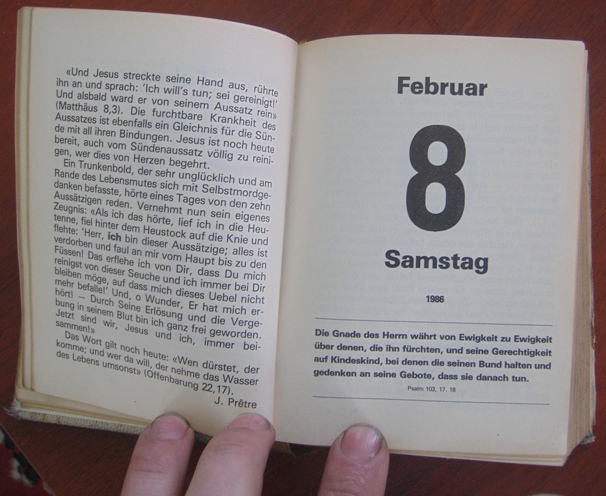 «Und Jesus streckte seine Hand aus, rührte
ihn an und sprach: 'Ich will's tun; sei gereinigt!'
Und alsbald ward er von seinem Aussatz rein»
(Matthäus 8,3). Die furchtbare Krankheit des
Aussatzes ist ebenfalls ein Gleichnis für die Sün-
de mit all ihren Bindungen. Jesus ist noch heute
bereit, auch vom Sündenaussatz völlig zu reini-
gen, wer dies von Herzen begehrt.
Ein Trunkenbold, der sehr unglücklich und am
Rande des Lebensmutes sich mit Selbstmordge-
danken befasste, hörte eines Tages von den zehn
Aussätzigen reden. Vernehmt nun sein eigenes
Zeugnis: «Als ich das hörte, lief ich in die Heu-
tenne, fiel hinter dem Heustock auf die Knie und
flehte: 'Herr, ich bin dieser Aussätzige; alles ist
verdorben und faul an mir vom Haupt bis zu den
Füssen! Das erflehe ich von Dir, dass Du mich
reinigst von dieser Seuche und ich immer bei Dir
bleiben möge, auf dass mich dieses Uebel nicht
mehr befalle!' Und, o Wunder, Er hat mich er-
hört! — Durch Seine Erlösung und die Verge-
bung in seinem Blut bin ich ganz frei geworden.
Jetzt sind wir, Jesus und ich, immer bei-
sammen!»
Das Wort gilt noch heute: «Wen dürstet, der
komme; und wer da will, der nehme das Wasser
des Lebens umsonst» (Offenbarung 22,17).
J. Prêtre
Februar
8
Samstag
1986
Die Gnade des Herrn währt von Ewigkeit zu Ewigkeit
über denen, die ihn fürchten, und seine Gerechtigkeit
auf Kindeskind, bei denen die seinen Bund halten und
gedenken an seine Gebote, dass sie danach tun.
Psalm 103, 17. 18